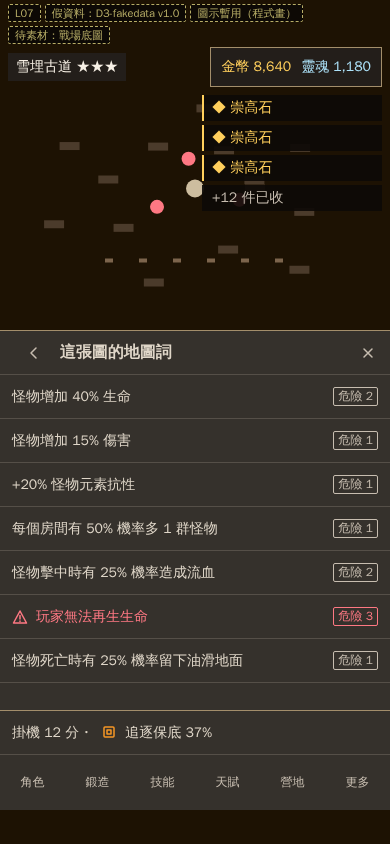 L07 假資料：D3-fakedata v1.0 圖示暫用（程式畫）
待素材：戰場底圖
雪埋古道 ★★★
金幣 8,640 靈魂 1,180
◆ 崇高石
◆ 崇高石
◆ 崇高石
+12 件已收
這張圖的地圖詞
怪物增加 40% 生命 危險 2
怪物增加 15% 傷害 危險 1
+20% 怪物元素抗性 危險 1
每個房間有 50% 機率多 1 群怪物 危險 1
怪物擊中時有 25% 機率造成流血 危險 2
玩家無法再生生命 危險 3
怪物死亡時有 25% 機率留下油滑地面 危險 1
掛機 12 分・ 追逐保底 37%
角色 鍛造 技能 天賦 營地 更多